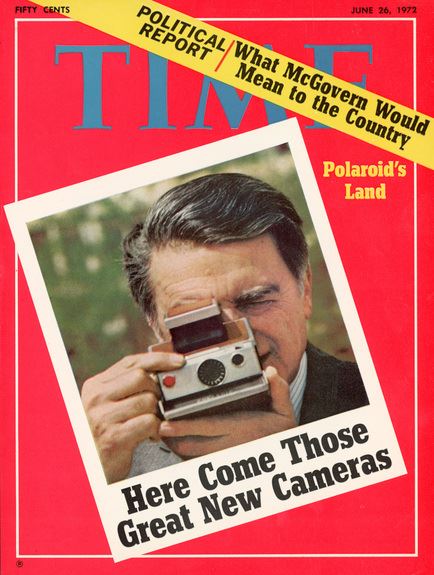 FIFTY CENTS
JUNE 26, 1972
POLITICAL
REPORT
What McGovern Would
Mean to the Country
TIME
Polaroid's
Land
Here Come Those
Great New Cameras
®